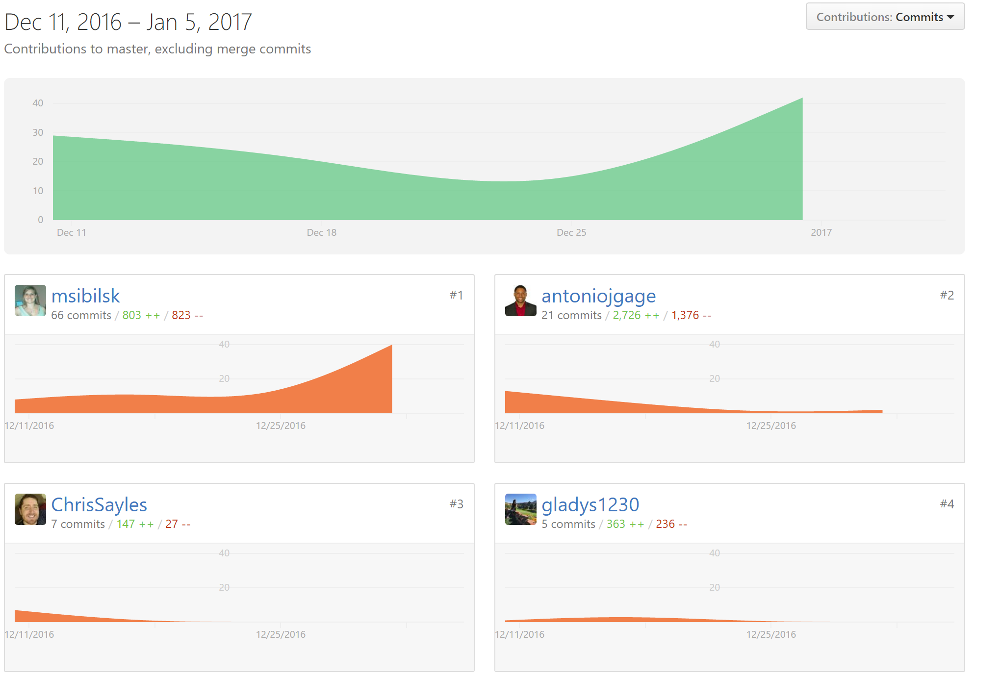 Dec 11, 2016 – Jan 5, 2017
Contributions: Commits
Contributions to master, excluding merge commits
40
30
20
10
0
Dec 11
Dec 18
Dec 25
2017
msibilsk
#1
66 commits / 803 ++ / 823 --
40
20
12/11/2016
12/25/2016
antoniojgage
#2
21 commits / 2,726 ++ / 1,376 --
40
20
12/11/2016
12/25/2016
ChrisSayles
#3
7 commits / 147 ++ / 27 --
40
20
12/11/2016
12/25/2016
gladys1230
#4
5 commits / 363 ++ / 236 --
40
20
12/11/2016
12/25/2016